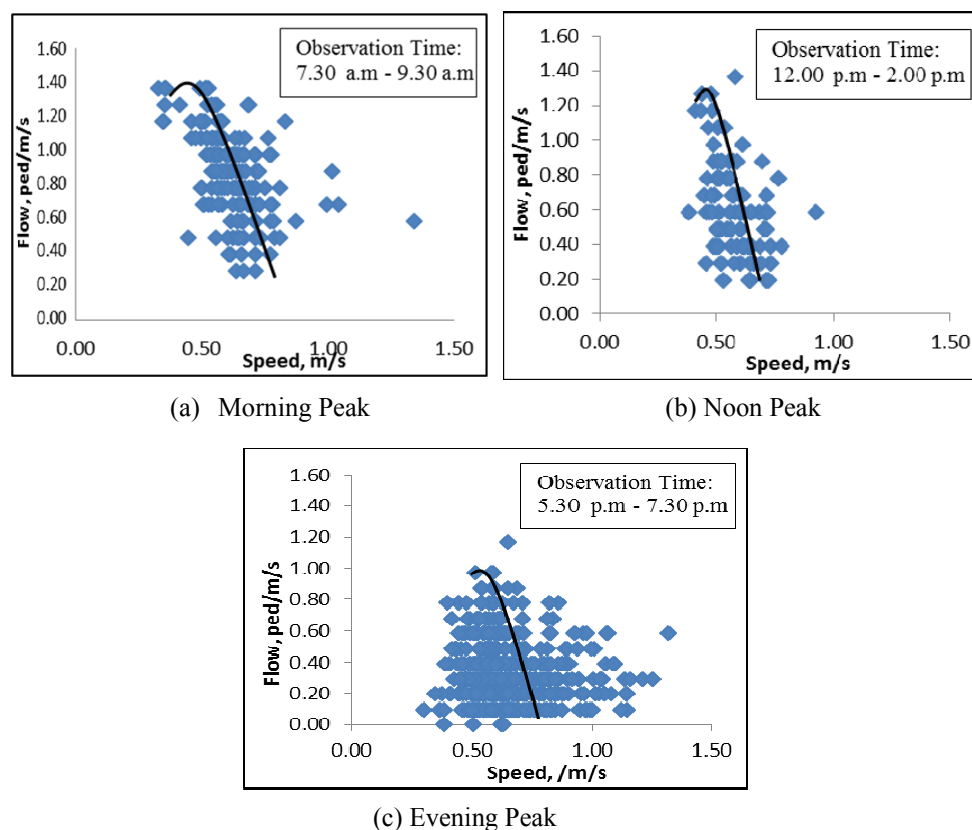 Observation Time:
7.30 a.m - 9.30 a.m
1.60
1.40
1.20
1.00
0.80
0.60
0.40
0.20
0.00
Flow, ped/m/s
0.00
0.50
1.00
1.50
Speed, m/s
(a) Morning Peak
Observation Time:
12.00 p.m - 2.00 p.m
1.60
1.40
1.20
1.00
0.80
0.60
0.40
0.20
0.00
Flow, ped/m/s
0.00
0.50
1.00
1.50
Speed, m/s
(b) Noon Peak
Observation Time:
5.30 p.m - 7.30 p.m
1.60
1.40
1.20
1.00
0.80
0.60
0.40
0.20
0.00
Flow, ped/m/s
0.00
0.50
1.00
1.50
Speed, /m/s
(c) Evening Peak